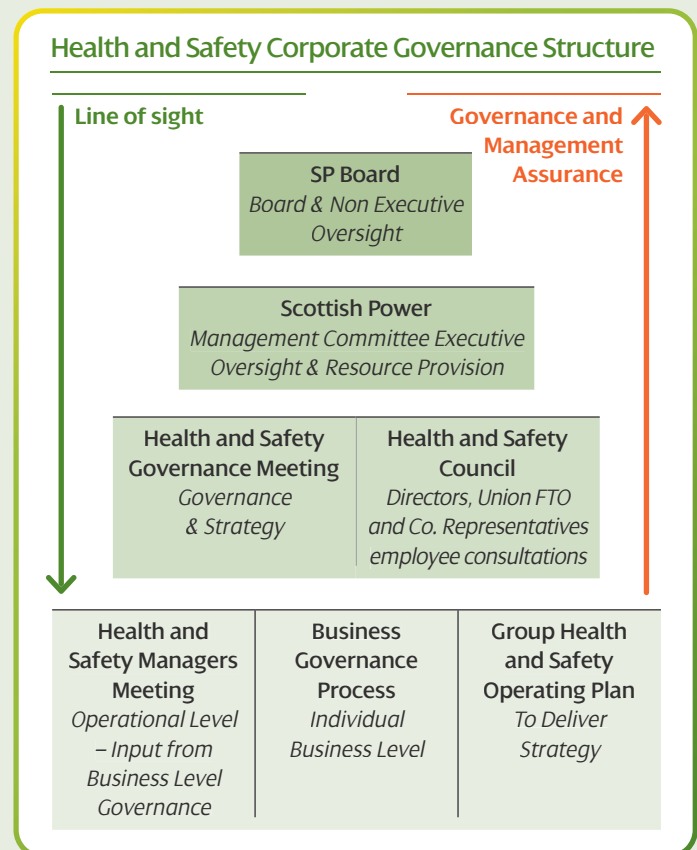 Health and Safety Corporate Governance Structure
Line of sight
Governance and
Management
Assurance
SP Board
Board & Non Executive
Oversight
Scottish Power
Management Committee Executive
Oversight & Resource Provision
Health and Safety
Governance Meeting
Governance
& Strategy
Health and Safety
Council
Directors, Union FTO
and Co. Representatives
employee consultations
Health and
Safety Managers
Meeting
Operational Level
– Input from
Business Level
Governance
Business
Governance
Process
Individual
Business Level
Group Health
and Safety
Operating Plan
To Deliver
Strategy